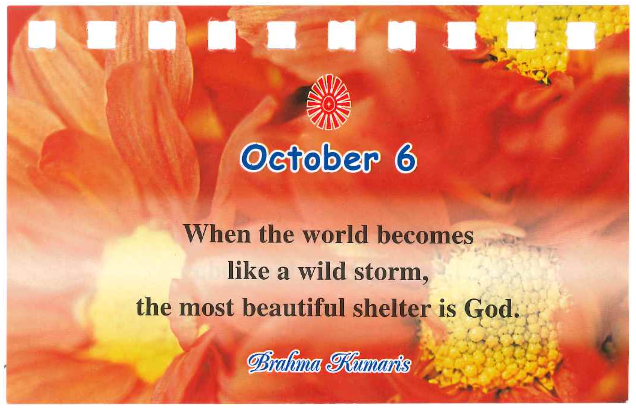 October 6
When the world becomes
like a wild storm,
the most beautiful shelter is God.
Brahma Kumaris